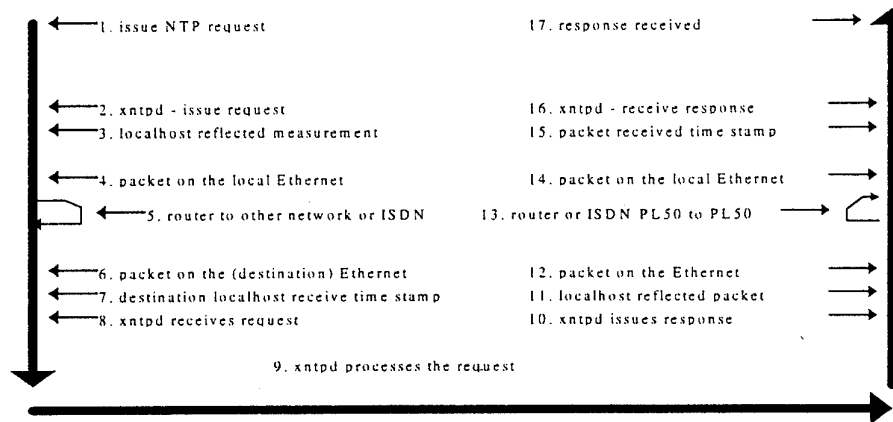 1. issue NTP request
17. response received
2. xntpd - issue request
16. xntpd - receive response
3. localhost reflected measurement
15. packet received time stamp
4. packet on the local Ethernet
14. packet on the local Ethernet
5. router to other network or ISDN
13. router or ISDN PL50 to PL50
6. packet on the (destination) Ethernet
12. packet on the Ethernet
7. destination localhost receive time stamp
11. localhost reflected packet
8. xntpd receives request
10. xntpd issues response
9. xntpd processes the request